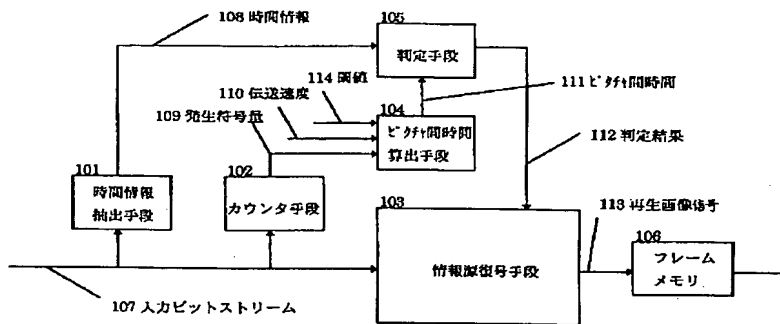 108 時間情報
105
判定手段
114 閾値
110 伝送速度
109 発生符号量
104
ピクチャ間時間
算出手段
111 ピクチャ間時間
112 判定結果
101
時間情報
抽出手段
102
カウンタ手段
103
情報源復号手段
113 再生画像信号
106
フレーム
メモリ
107 入力ビットストリーム